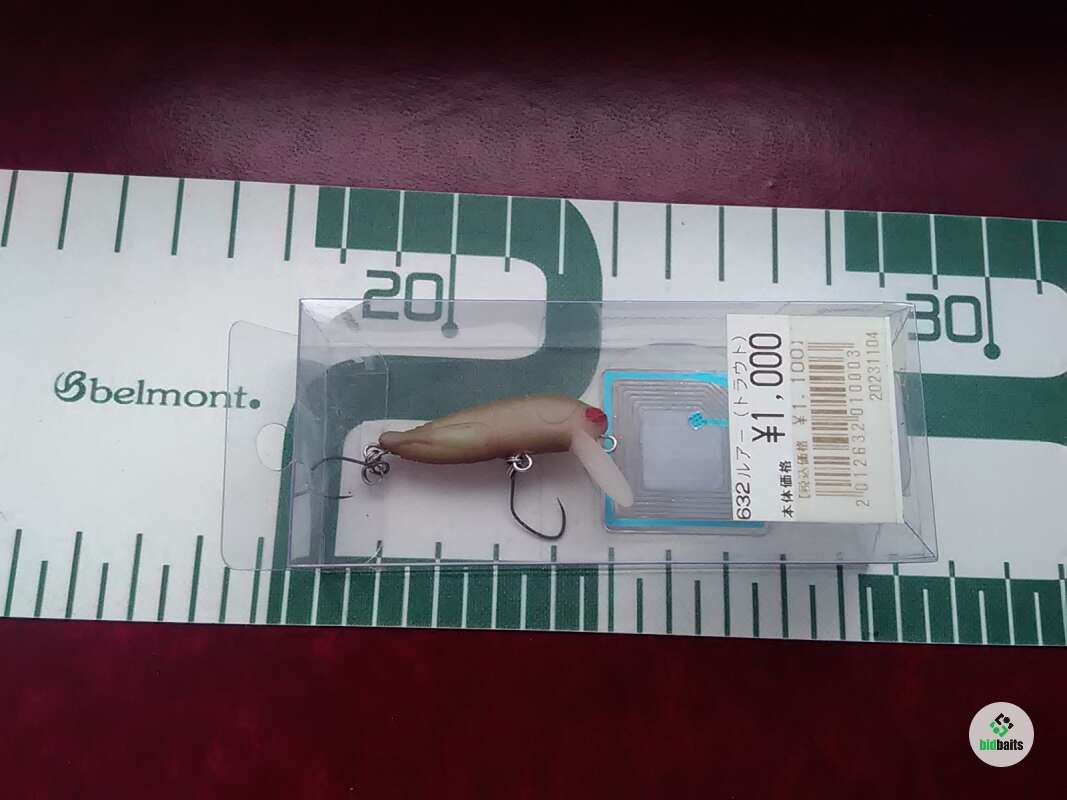 20
30
belmont.
632ルアー(トラウト)
¥1,000
本体価格
[税込価格 ¥1,100]
2012632010003
20231104
bidbaits